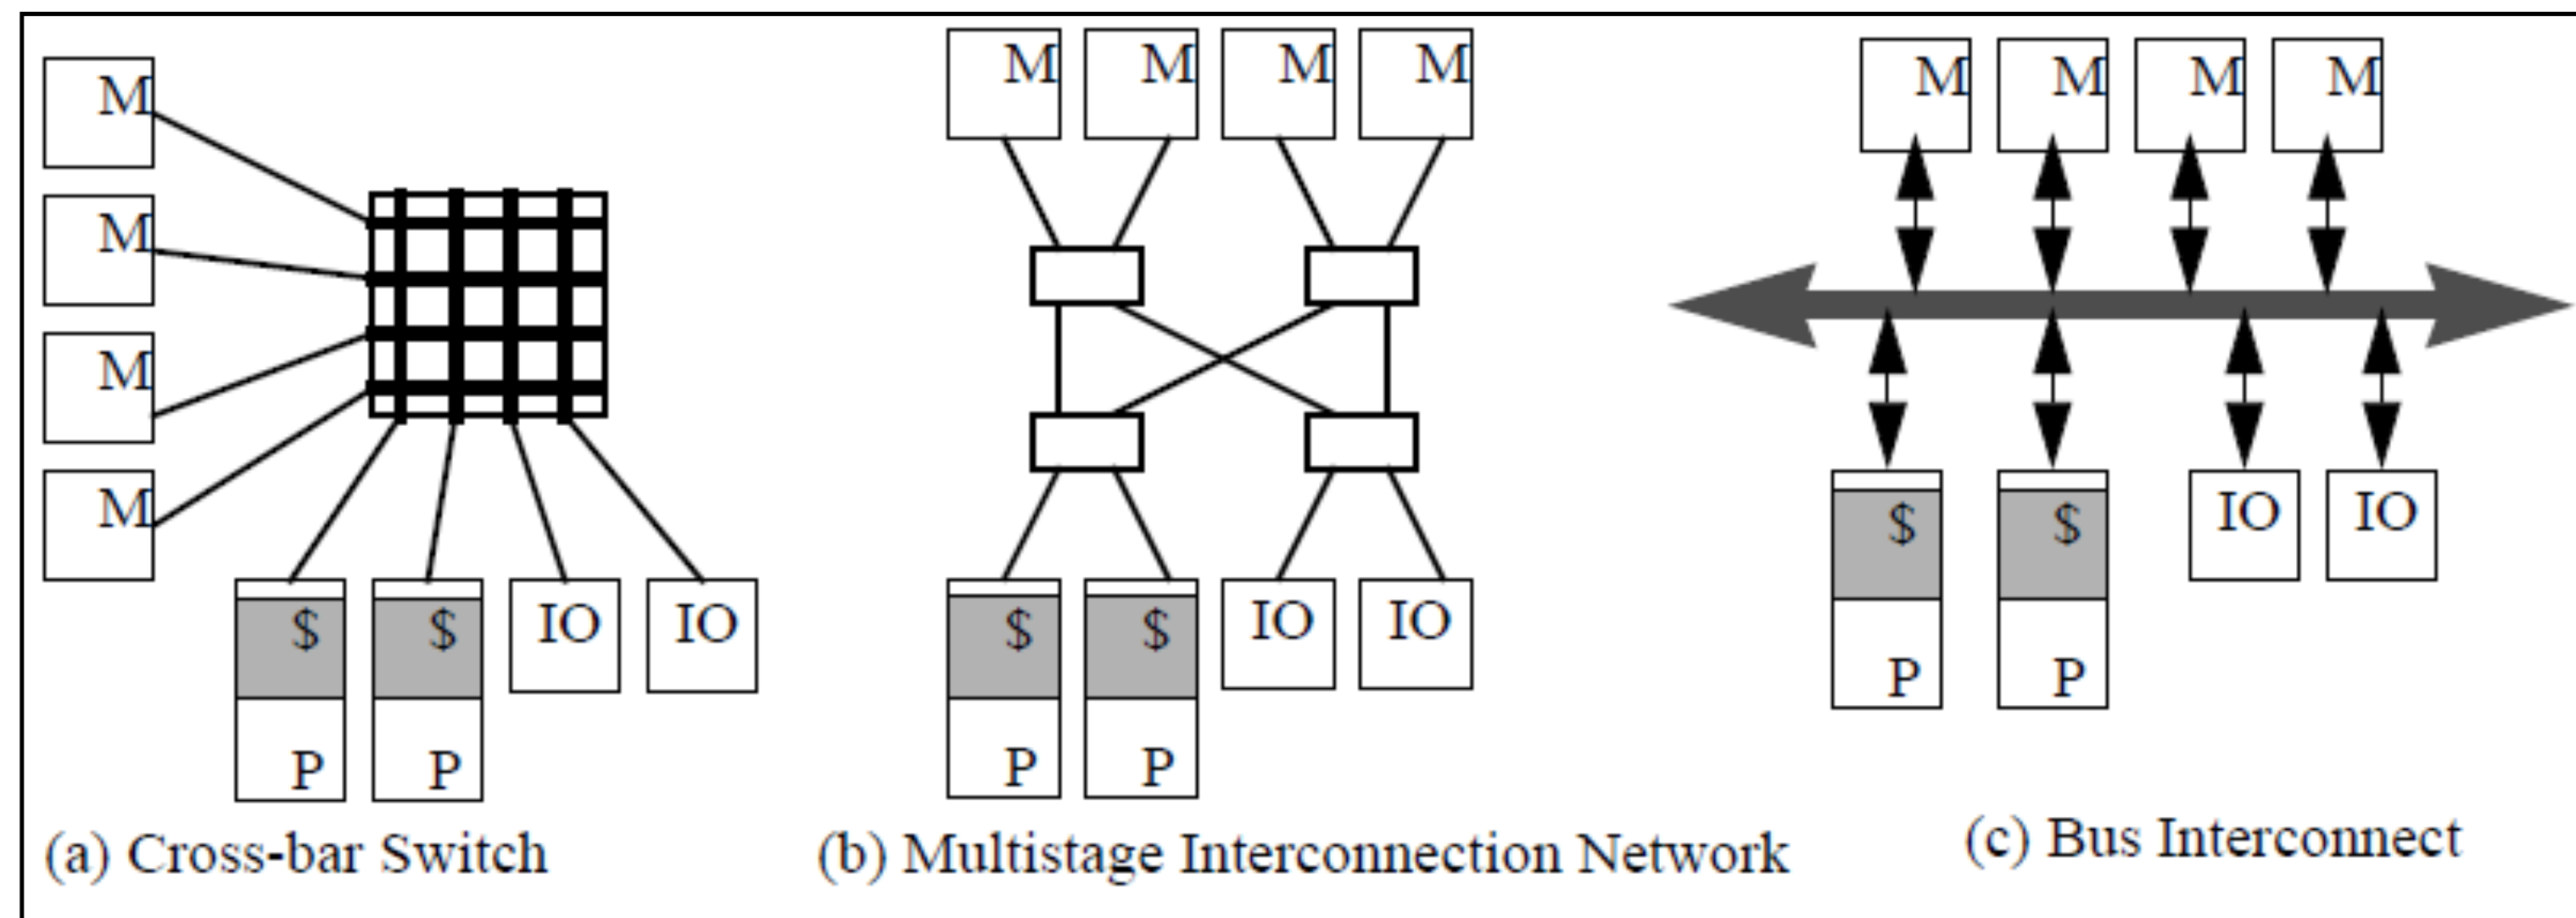 M
M
M
M
$ $ IO IO
P P
(a) Cross-bar Switch
M M M M
$ $ IO IO
P P
(b) Multistage Interconnection Network
M M M M
$ $ IO IO
P P
(c) Bus Interconnect